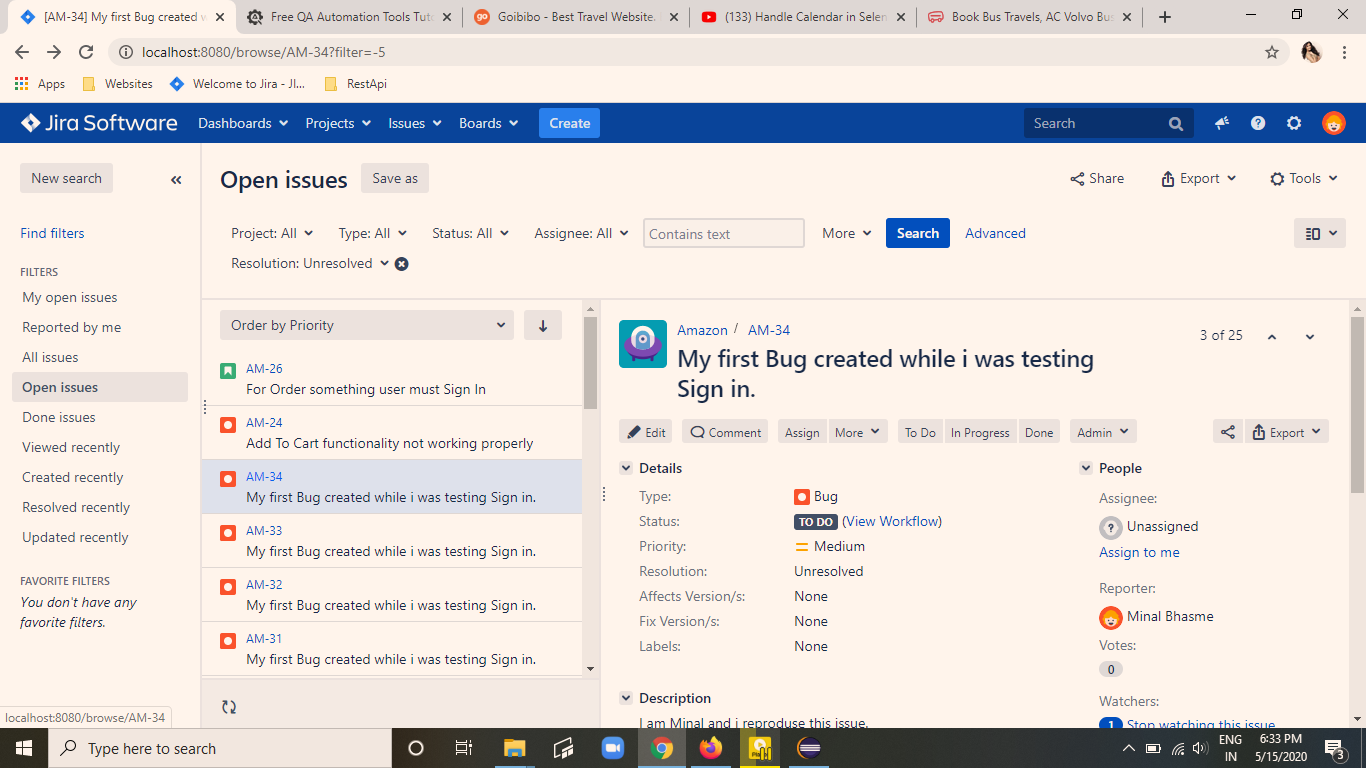 [AM-34] My first Bug created w
Free QA Automation Tools Tuto
Goibibo - Best Travel Website.
(133) Handle Calendar in Selen
Book Bus Travels, AC Volvo Bus
localhost:8080/browse/AM-34?filter=-5
Apps
Websites
Welcome to Jira - JI...
RestApi
Jira Software
Dashboards
Projects
Issues
Boards
Create
Search
New search
Open issues
Save as
Share
Export
Tools
Find filters
Project: All
Type: All
Status: All
Assignee: All
Contains text
More
Search
Advanced
Resolution: Unresolved
FILTERS
My open issues
Reported by me
All issues
Open issues
Done issues
Viewed recently
Created recently
Resolved recently
Updated recently
FAVORITE FILTERS
You don't have any
favorite filters.
Order by Priority
AM-26
For Order something user must Sign In
AM-24
Add To Cart functionality not working properly
AM-34
My first Bug created while i was testing Sign in.
AM-33
My first Bug created while i was testing Sign in.
AM-32
My first Bug created while i was testing Sign in.
AM-31
My first Bug created while i was testing Sign in.
Amazon / AM-34
3 of 25
My first Bug created while i was testing
Sign in.
Edit
Comment
Assign
More
To Do
In Progress
Done
Admin
Export
Details
Type: Bug
Status: TO DO (View Workflow)
Priority: Medium
Resolution: Unresolved
Affects Version/s: None
Fix Version/s: None
Labels: None
People
Assignee:
Unassigned
Assign to me
Reporter:
Minal Bhasme
Votes:
0
Watchers:
1 Stop watching this issue
Description
I am Minal and i reproduse this issue.
localhost:8080/browse/AM-34
Type here to search
ENG
IN
6:33 PM
5/15/2020
3